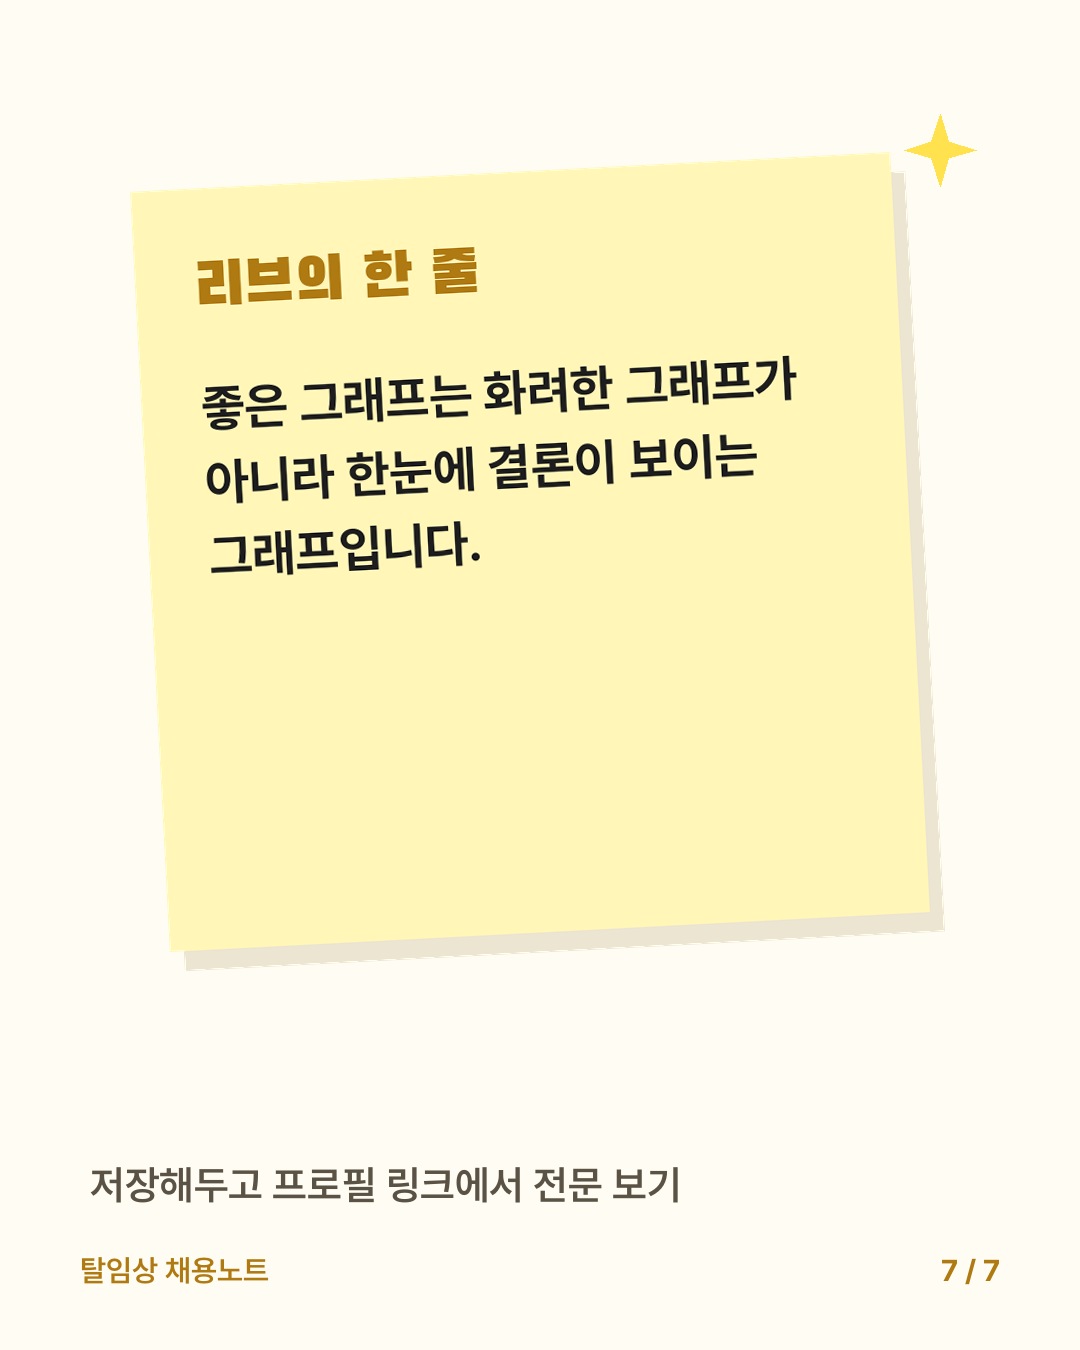 리브의 한 줄
좋은 그래프는 화려한 그래프가
아니라 한눈에 결론이 보이는
그래프입니다.
저장해두고 프로필 링크에서 전문 보기
탈임상 채용노트
7 / 7